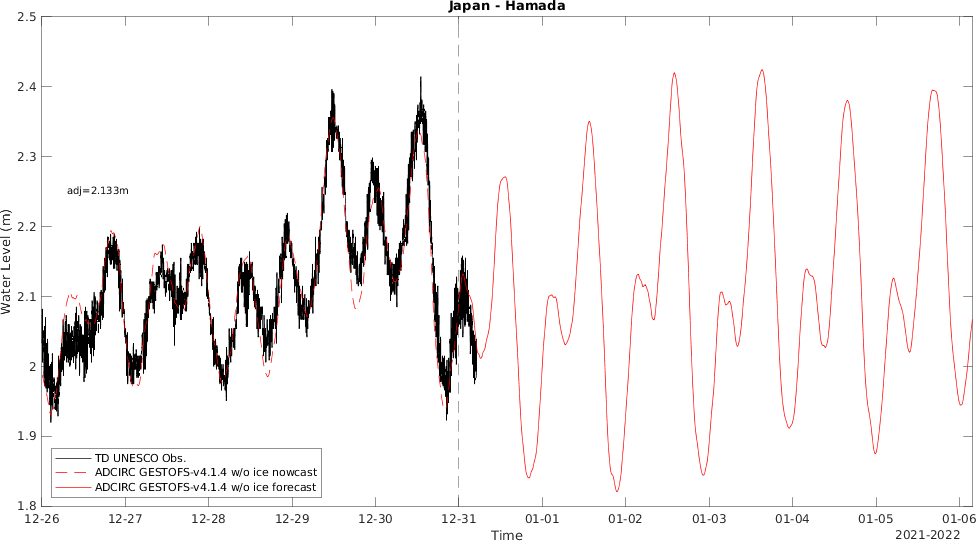 Japan - Hamada
2.5
2.4
2.3
2.2
2.1
2
1.9
1.8
Water Level (m)
adj=2.133m
TD UNESCO Obs.
ADCIRC GESTOFS-v4.1.4 w/o ice nowcast
ADCIRC GESTOFS-v4.1.4 w/o ice forecast
12-26 12-27 12-28 12-29 12-30 12-31 01-01 01-02 01-03 01-04 01-05 01-06
Time
2021-2022